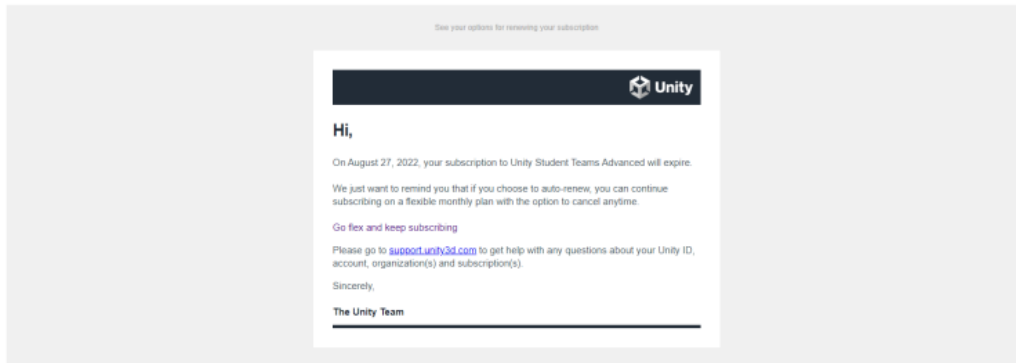 See your options for renewing your subscription
Unity
Hi,
On August 27, 2022, your subscription to Unity Student Teams Advanced will expire.
We just want to remind you that if you choose to auto-renew, you can continue
subscribing on a flexible monthly plan with the option to cancel anytime.
Go flex and keep subscribing
Please go to support.unity3d.com to get help with any questions about your Unity ID,
account, organization(s) and subscription(s).
Sincerely,
The Unity Team